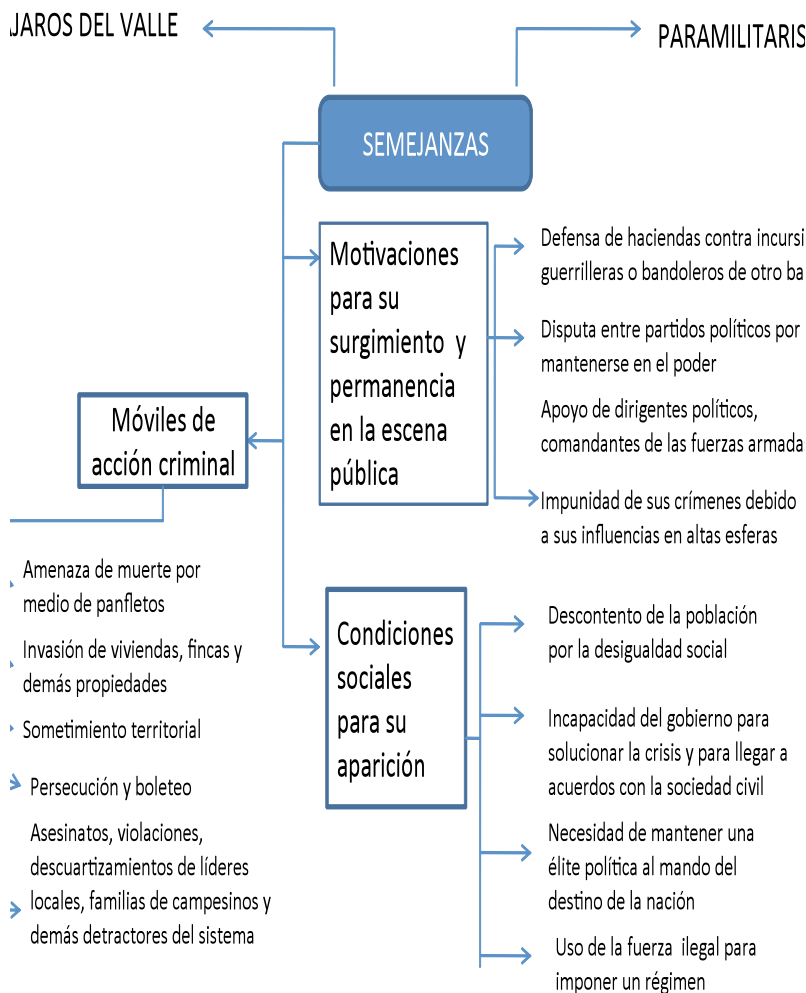 JAROS DEL VALLE
PARAMILITARIS
SEMEJANZAS
Motivaciones
para su
surgimiento y
permanencia
en la escena
pública
Defensa de haciendas contra incursi
guerrilleras o bandoleros de otro ba
Disputa entre partidos políticos por
mantenerse en el poder
Apoyo de dirigentes políticos,
comandantes de las fuerzas armada
Impunidad de sus crímenes debido
a sus influencias en altas esferas
Móviles de
acción criminal
Amenaza de muerte por
medio de panfletos
Invasión de viviendas, fincas y
demás propiedades
Sometimiento territorial
Persecución y boleteo
Asesinatos, violaciones,
descuartizamientos de líderes
locales, familias de campesinos y
demás detractores del sistema
Condiciones
sociales
para su
aparición
Descontento de la población
por la desigualdad social
Incapacidad del gobierno para
solucionar la crisis y para llegar a
acuerdos con la sociedad civil
Necesidad de mantener una
élite política al mando del
destino de la nación
Uso de la fuerza ilegal para
imponer un régimen